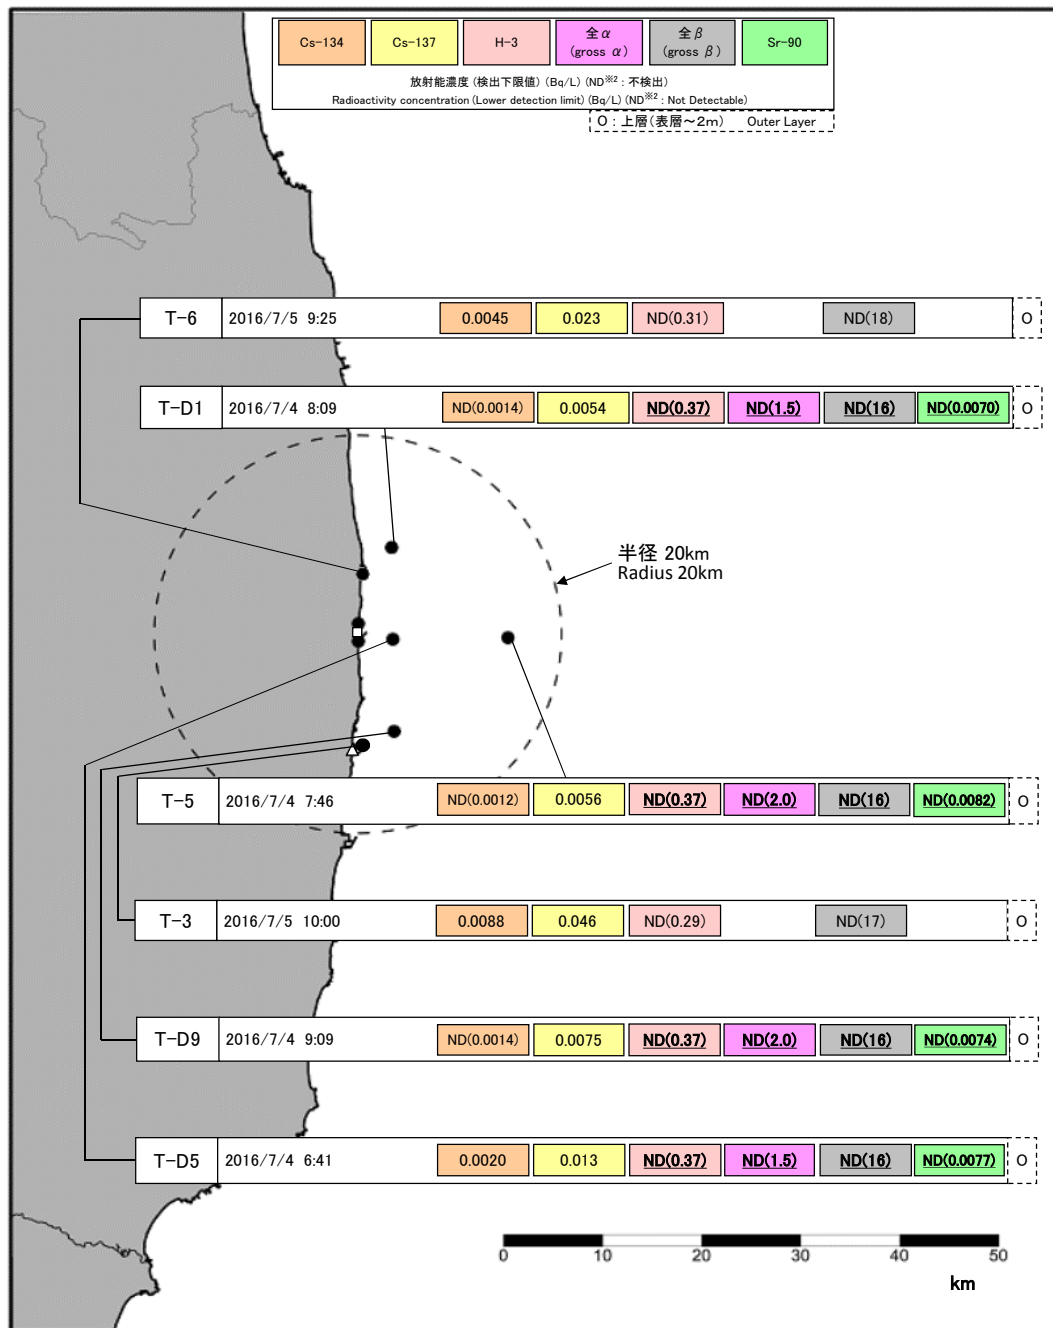 Cs-134 Cs-137 H-3 全α (gross α) 全β (gross β) Sr-90
放射能濃度 (検出下限値) (Bq/L) (ND※2 : 不検出)
Radioactivity concentration (Lower detection limit) (Bq/L) (ND※2 : Not Detectable)
O : 上層(表層～2m) Outer Layer
T-6 2016/7/5 9:25 0.0045 0.023 ND(0.31) ND(18) O
T-D1 2016/7/4 8:09 ND(0.0014) 0.0054 ND(0.37) ND(1.5) ND(16) ND(0.0070) O
半径 20km
Radius 20km
T-5 2016/7/4 7:46 ND(0.0012) 0.0056 ND(0.37) ND(2.0) ND(16) ND(0.0082) O
T-3 2016/7/5 10:00 0.0088 0.046 ND(0.29) ND(17) O
T-D9 2016/7/4 9:09 ND(0.0014) 0.0075 ND(0.37) ND(2.0) ND(16) ND(0.0074) O
T-D5 2016/7/4 6:41 0.0020 0.013 ND(0.37) ND(1.5) ND(16) ND(0.0077) O
0 10 20 30 40 50
km